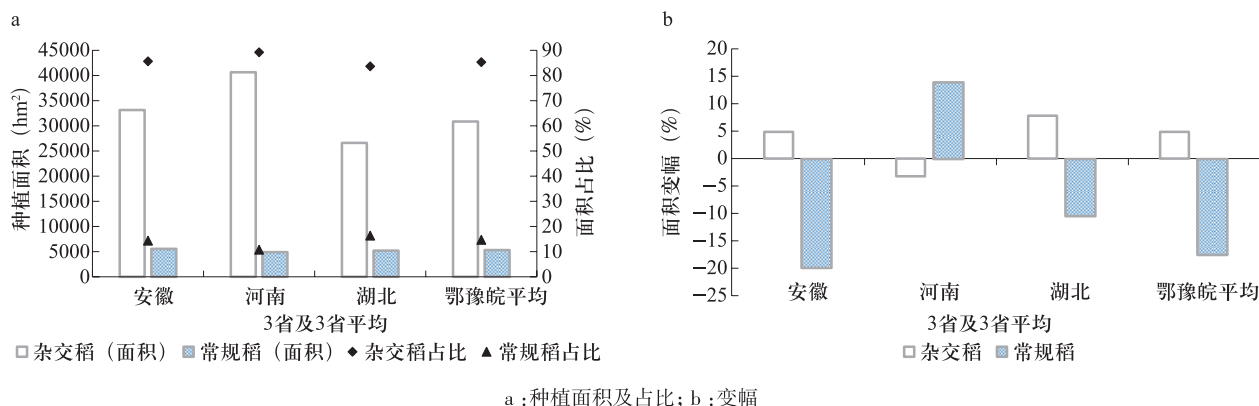 a
种植面积（hm²）
45000
40000
35000
30000
25000
20000
15000
10000
5000
0
90
80
70
60
50
40
30
20
10
0
面积占比（%）
安徽 河南 湖北 鄂豫皖平均
3省及3省平均
杂交稻（面积） 常规稻（面积） 杂交稻占比 常规稻占比
b
面积变幅（%）
20
15
10
5
0
−5
−10
−15
−20
−25
安徽 河南 湖北 鄂豫皖平均
3省及3省平均
杂交稻 常规稻
a :种植面积及占比; b :变幅